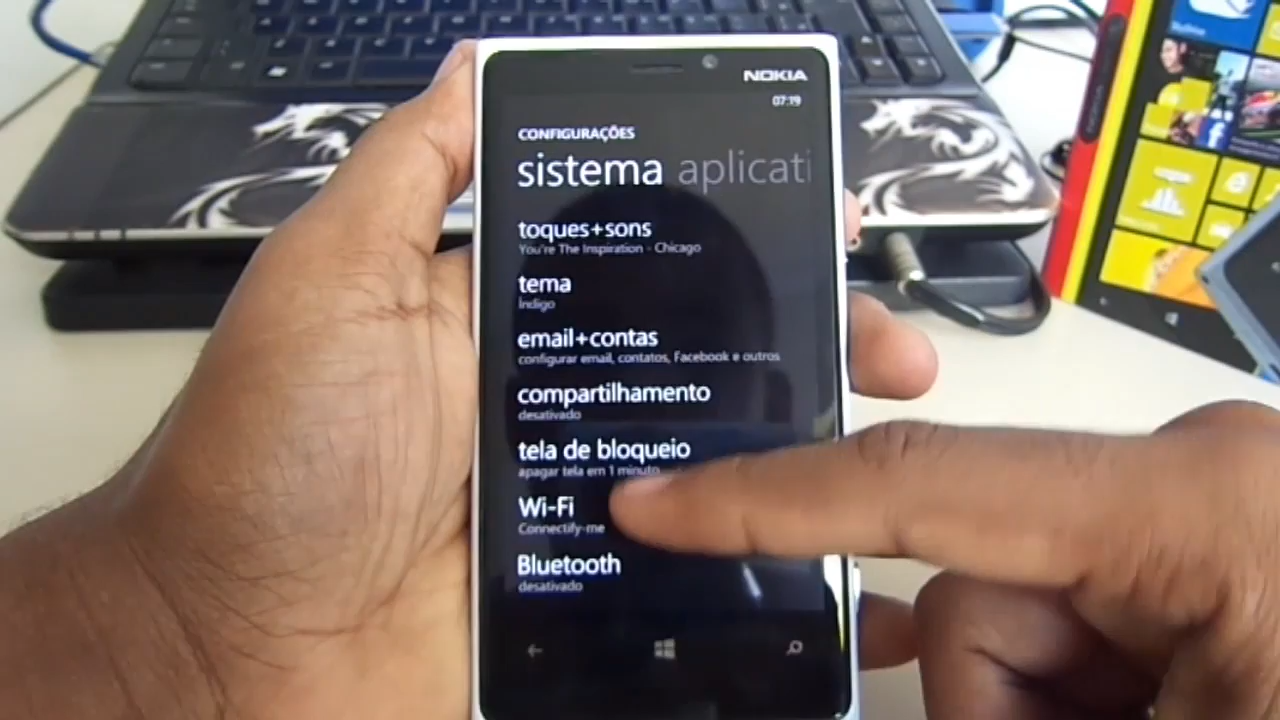 NOKIA
07:19
CONFIGURAÇÕES
sistema aplicati
toques+sons
You're The Inspiration - Chicago
tema
Índigo
email+contas
configurar email, contatos, Facebook e outros
compartilhamento
desativado
tela de bloqueio
apagar tela em 1 minuto
Wi-Fi
Connectify-me
Bluetooth
desativado